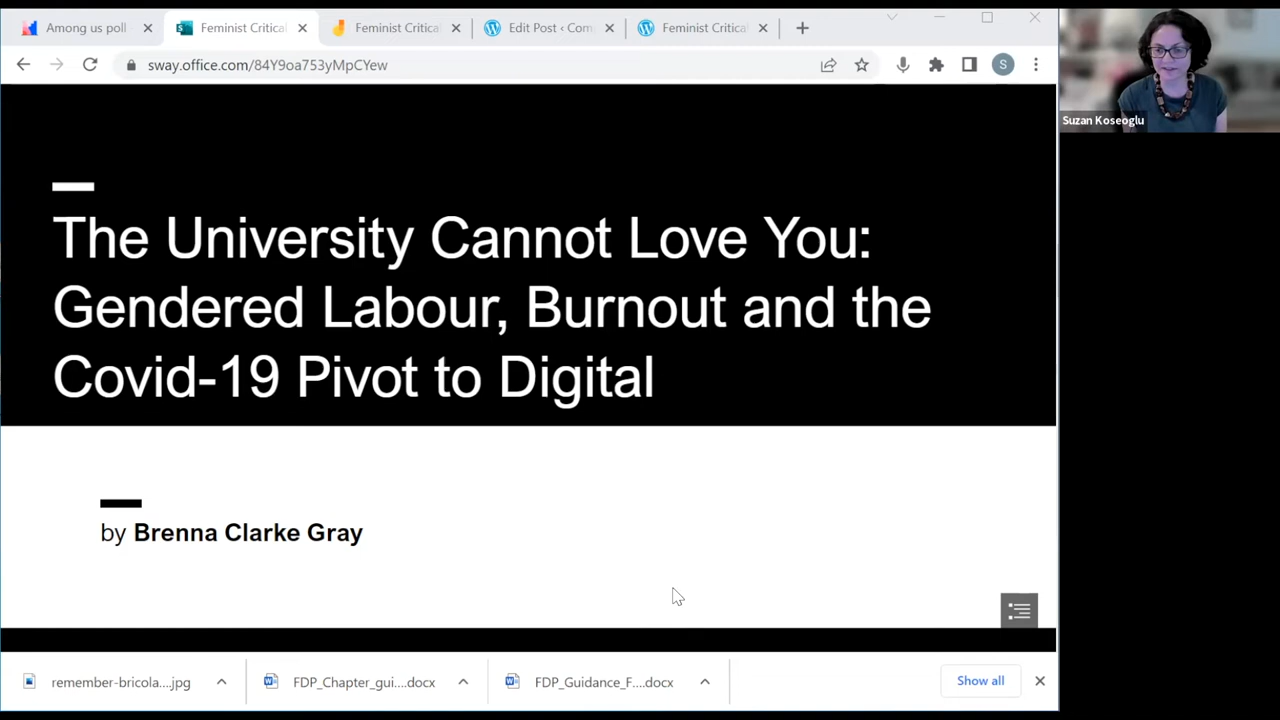 Among us poll
Feminist Critical
Feminist Critica
Edit Post ‹ Com
Feminist Critica
sway.office.com/84Y9oa753yMpCYew
S
Suzan Koseoglu
The University Cannot Love You:
Gendered Labour, Burnout and the
Covid-19 Pivot to Digital
by Brenna Clarke Gray
remember-bricola....jpg
FDP_Chapter_gui....docx
FDP_Guidance_F....docx
Show all